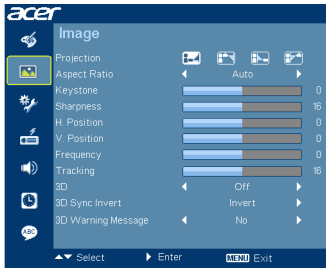 acer
Image
Projection
Aspect Ratio Auto
Keystone 0
Sharpness 16
H. Position 0
V. Position 0
Frequency 0
Tracking 16
3D Off
3D Sync Invert Invert
3D Warning Message No
ABC
Select Enter MENU Exit